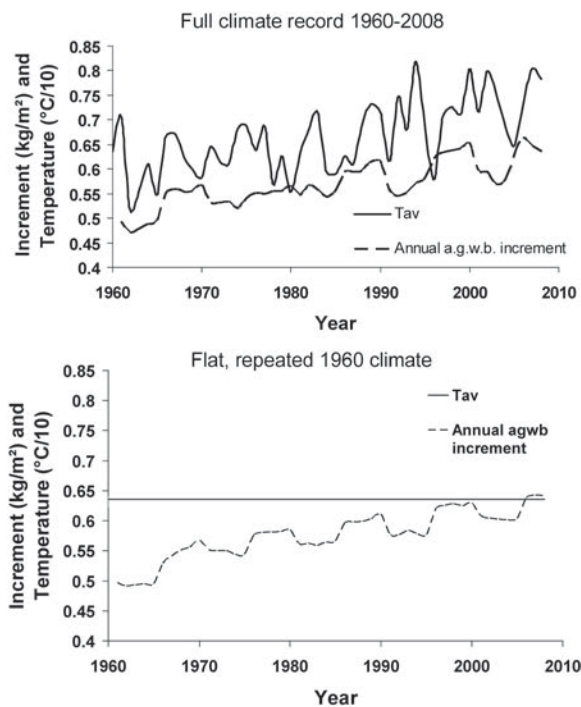 Full climate record 1960-2008
Increment (kg/m²) and
Temperature (°C/10)
0.85
0.8
0.75
0.7
0.65
0.6
0.55
0.5
0.45
0.4
Tav
Annual a.g.w.b. increment
1960 1970 1980 1990 2000 2010
Year
Flat, repeated 1960 climate
Increment (kg/m²) and
Temperature (°C/10)
0.85
0.8
0.75
0.7
0.65
0.6
0.55
0.5
0.45
0.4
Tav
Annual agwb
increment
1960 1970 1980 1990 2000 2010
Year